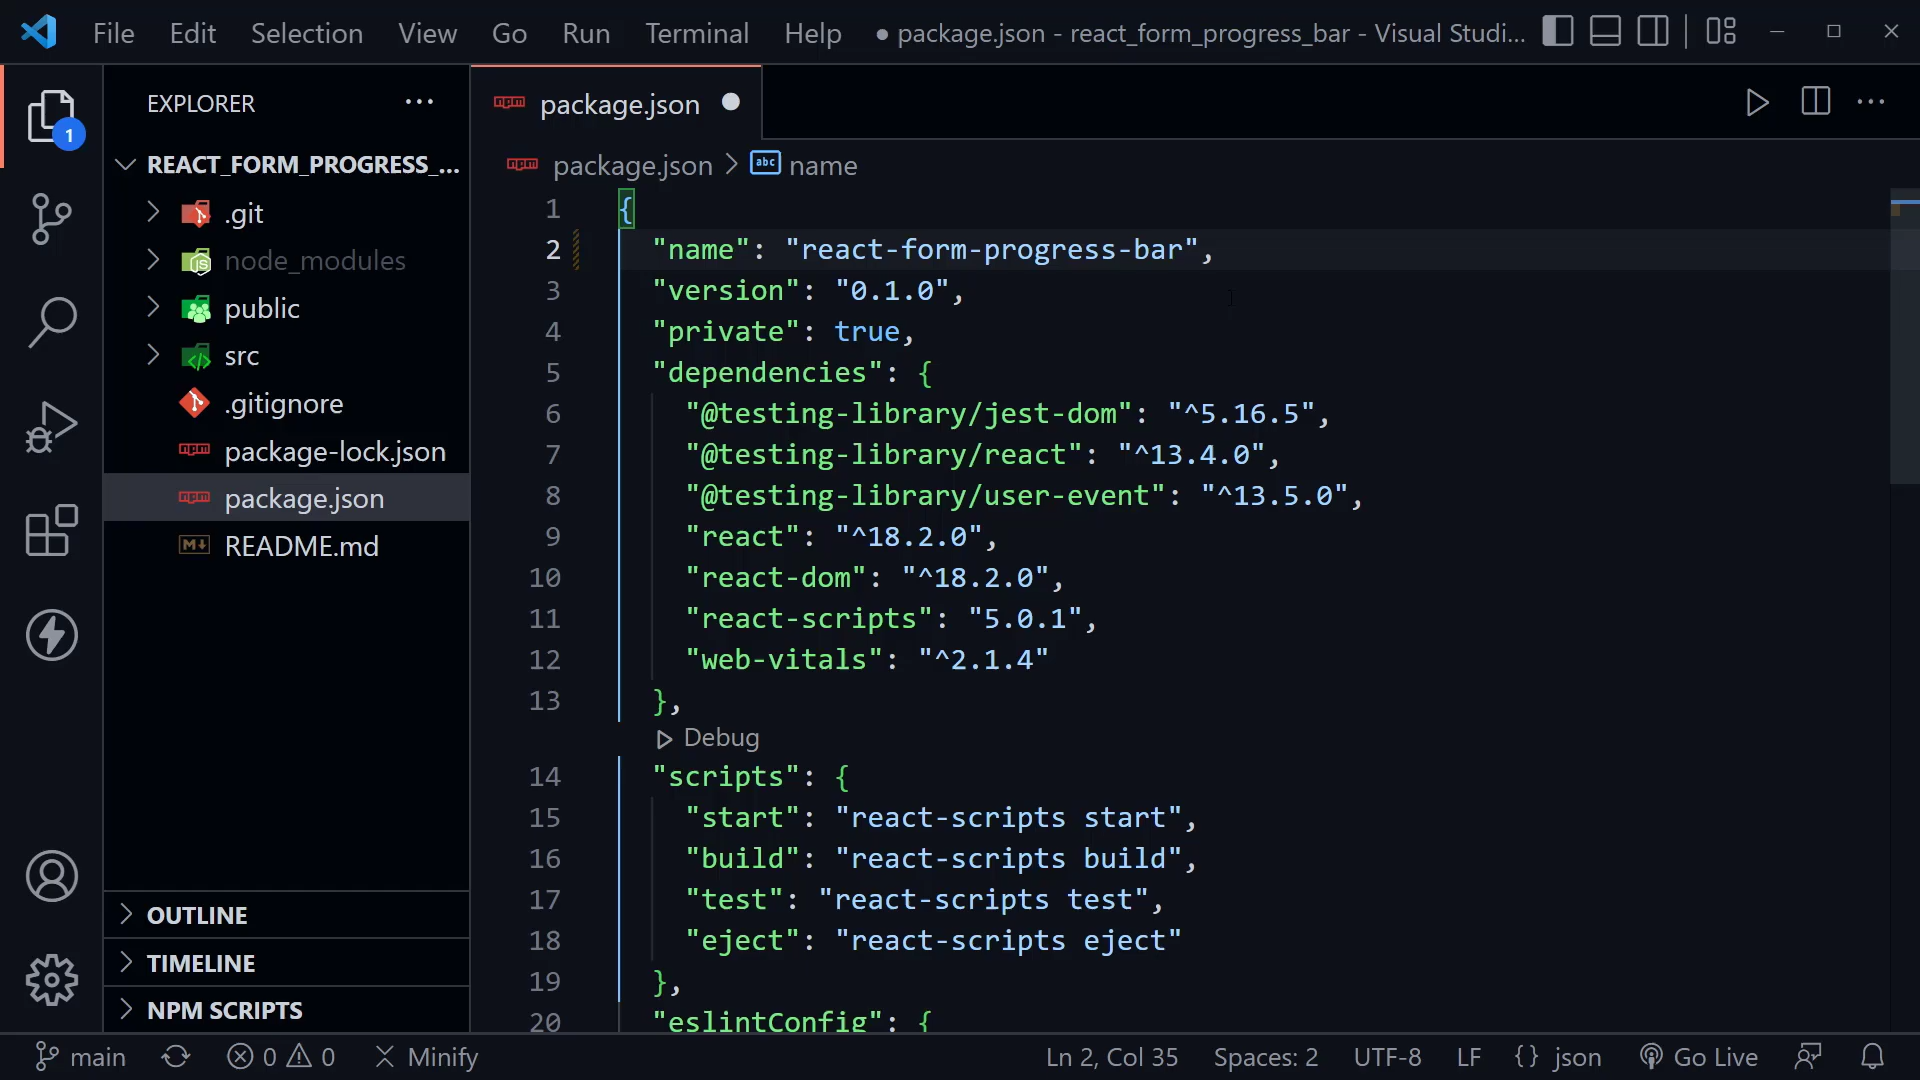 File Edit Selection View Go Run Terminal Help ● package.json - react_form_progress_bar - Visual Studi...
1
EXPLORER ...
REACT_FORM_PROGRESS_...
.git
node_modules
public
src
.gitignore
package-lock.json
package.json
README.md
OUTLINE
TIMELINE
NPM SCRIPTS
package.json
package.json > abc name
1 {
2 "name": "react-form-progress-bar",
3 "version": "0.1.0",
4 "private": true,
5 "dependencies": {
6 "@testing-library/jest-dom": "^5.16.5",
7 "@testing-library/react": "^13.4.0",
8 "@testing-library/user-event": "^13.5.0",
9 "react": "^18.2.0",
10 "react-dom": "^18.2.0",
11 "react-scripts": "5.0.1",
12 "web-vitals": "^2.1.4"
13 },
Debug
14 "scripts": {
15 "start": "react-scripts start",
16 "build": "react-scripts build",
17 "test": "react-scripts test",
18 "eject": "react-scripts eject"
19 },
20 "eslintConfig": {
main 0 0 Minify Ln 2, Col 35 Spaces: 2 UTF-8 LF {} json Go Live